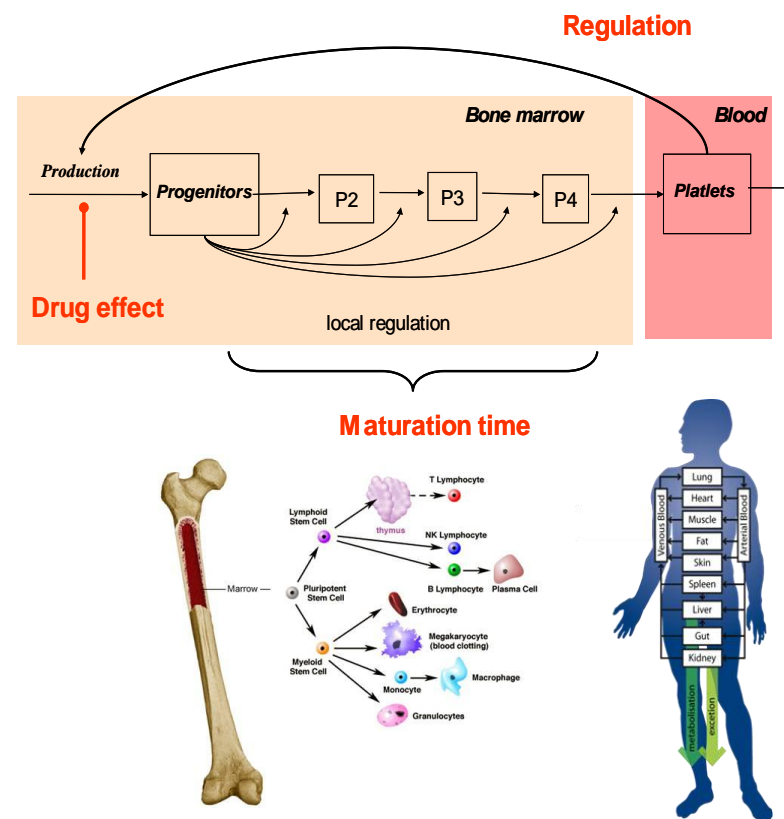 Regulation
Bone marrow
Blood
Production
Progenitors
P2
P3
P4
Platlets
Drug effect
local regulation
Maturation time
T Lymphocyte
Lymphoid
Stem Cell
thymus
NK Lymphocyte
B Lymphocyte
Plasma Cell
Marrow
Pluripotent
Stem Cell
Erythrocyte
Megakaryocyte
(blood clotting)
Myeloid
Stem Cell
Monocyte
Macrophage
Granulocytes
Venous Blood
Arterial Blood
Lung
Heart
Muscle
Fat
Skin
Spleen
Liver
Gut
Kidney
metabolisation
excetion